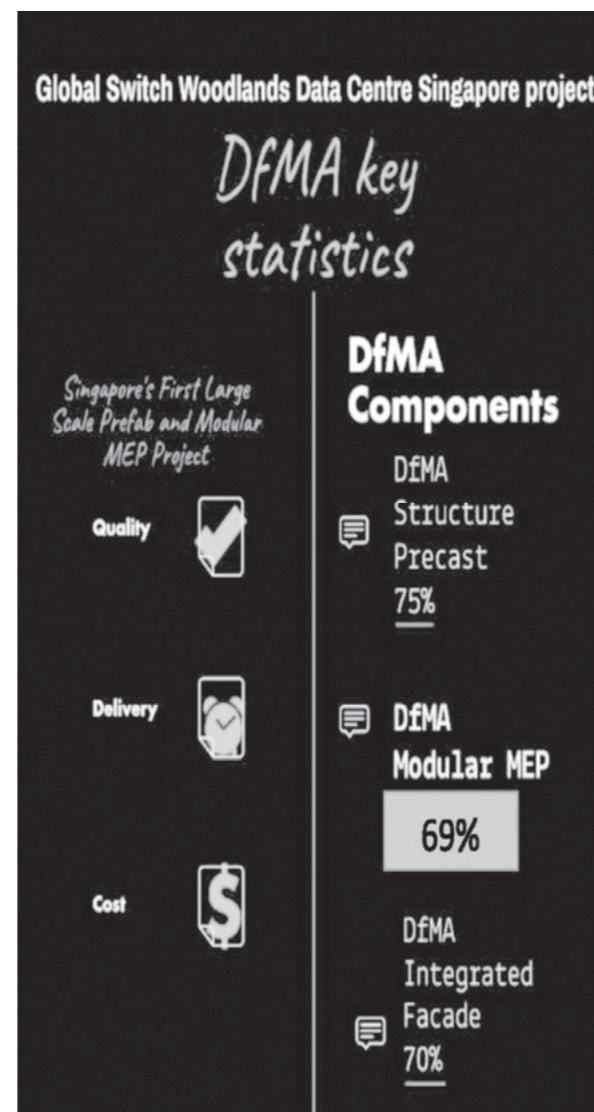 Global Switch Woodlands Data Centre Singapore project
DfMA key
statistics
Singapore's First Large
Scale Prefab and Modular
MEP Project
Quality
Delivery
Cost
DfMA
Components
DfMA
Structure
Precast
75%
DfMA
Modular MEP
69%
DfMA
Integrated
Facade
70%